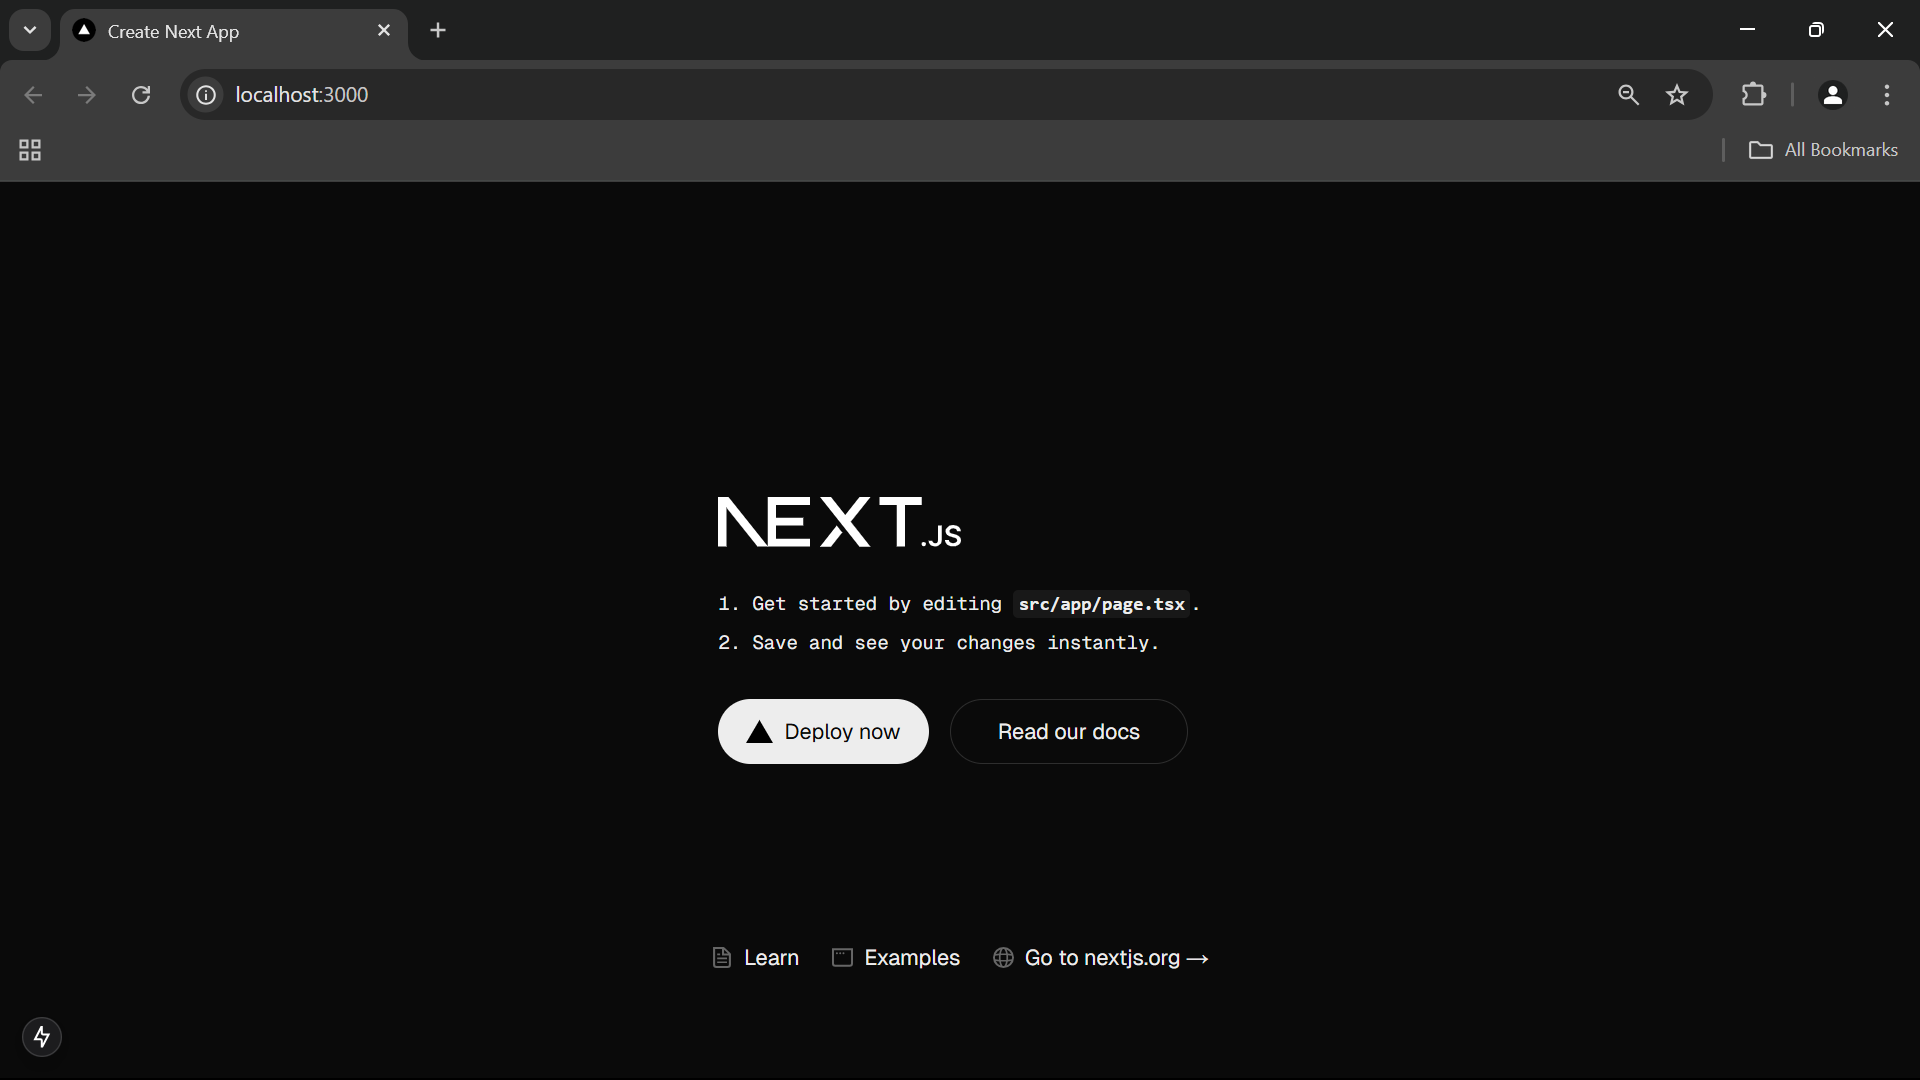 Create Next App
localhost:3000
All Bookmarks
NEXT.JS
1. Get started by editing src/app/page.tsx.
2. Save and see your changes instantly.
Deploy now
Read our docs
Learn
Examples
Go to nextjs.org →